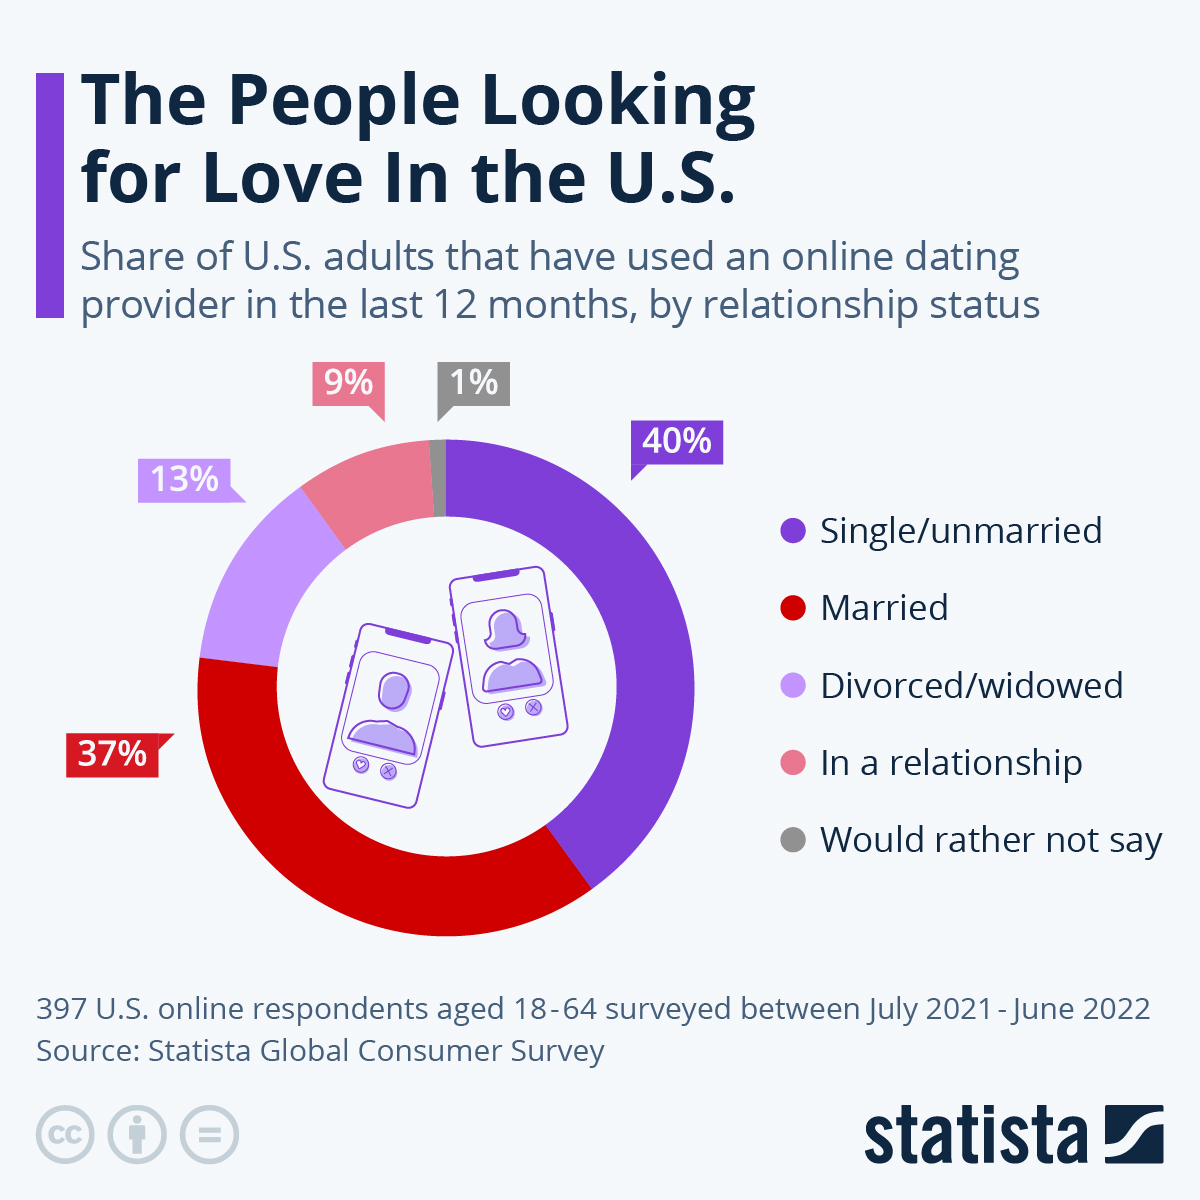 The People Looking
for Love In the U.S.
Share of U.S. adults that have used an online dating
provider in the last 12 months, by relationship status
9%
1%
40%
13%
37%
Single/unmarried
Married
Divorced/widowed
In a relationship
Would rather not say
397 U.S. online respondents aged 18-64 surveyed between July 2021-June 2022
Source: Statista Global Consumer Survey
cc
statista